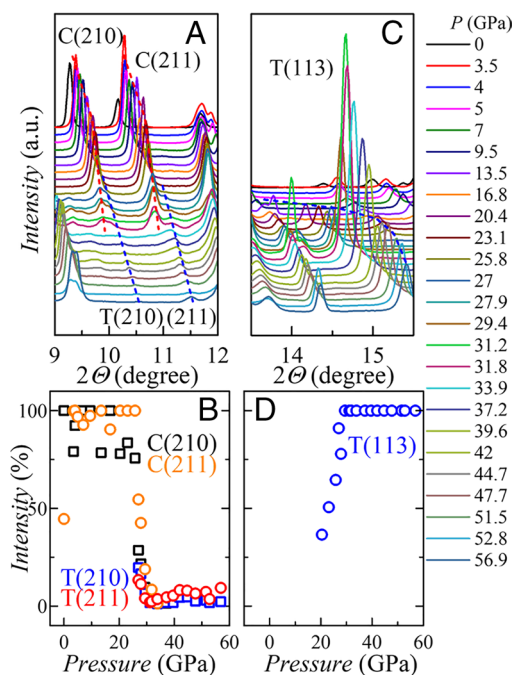 A
C(210)
C(211)
T(210) (211)
Intensity (a.u.)
9 10 11 12
2Θ (degree)
C
T(113)
14 15
2Θ (degree)
P (GPa)
0
3.5
4
5
7
9.5
13.5
16.8
20.4
23.1
25.8
27
27.9
29.4
31.2
31.8
33.9
37.2
39.6
42
44.7
47.7
51.5
52.8
56.9
B
C(210)
C(211)
T(210)
T(211)
Intensity (%)
100
50
0
0 20 40 60
Pressure (GPa)
D
T(113)
0 20 40 60
Pressure (GPa)